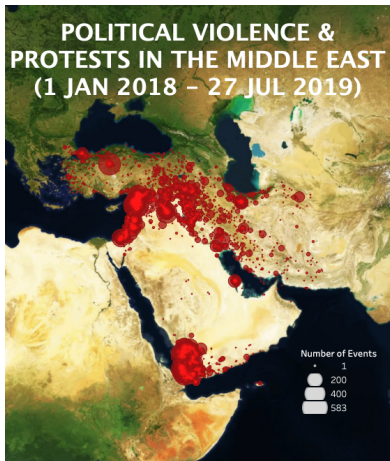 POLITICAL VIOLENCE &
PROTESTS IN THE MIDDLE EAST
(1 JAN 2018 – 27 JUL 2019)
Number of Events
1
200
400
583